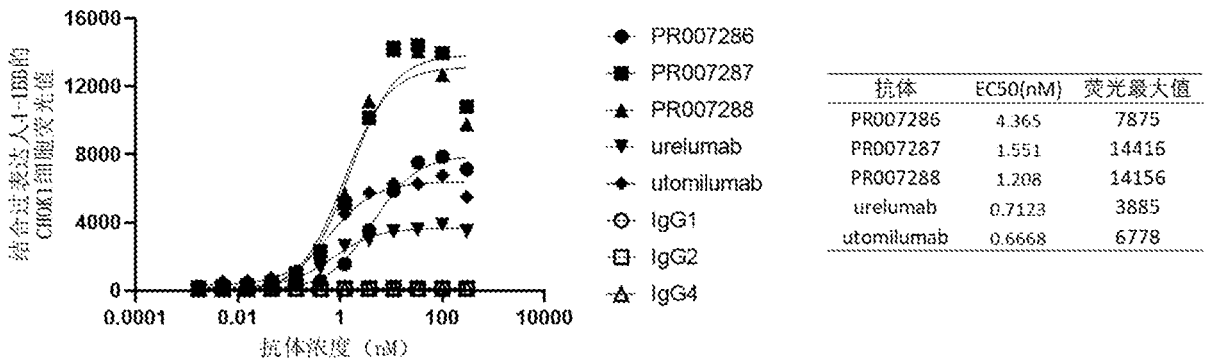 结合过表达人4-1BB的
CHOK1细胞荧光值
16000
12000
8000
4000
0
0.0001
0.01
1
100
10000
抗体浓度（nM）
PR007286
PR007287
PR007288
urelumab
utomilumab
IgG1
IgG2
IgG4
抗体 EC50(nM) 荧光最大值
PR007286 4.365 7875
PR007287 1.551 14416
PR007288 1.208 14156
urelumab 0.7123 3885
utomilumab 0.6668 6778